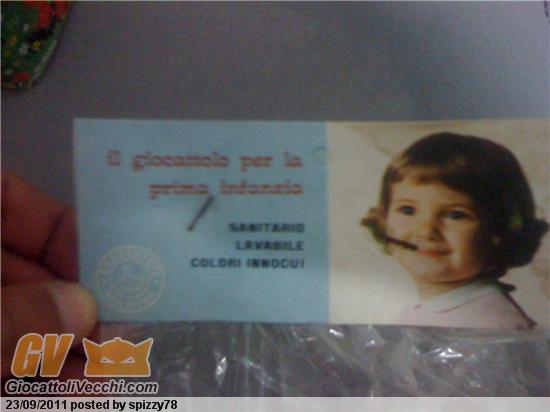 il giocattolo per la
prima infanzia
SANITARIO
LAVABILE
COLORI INNOCUI
GV
GiocattoliVecchi.com
23/09/2011 posted by spizzy78